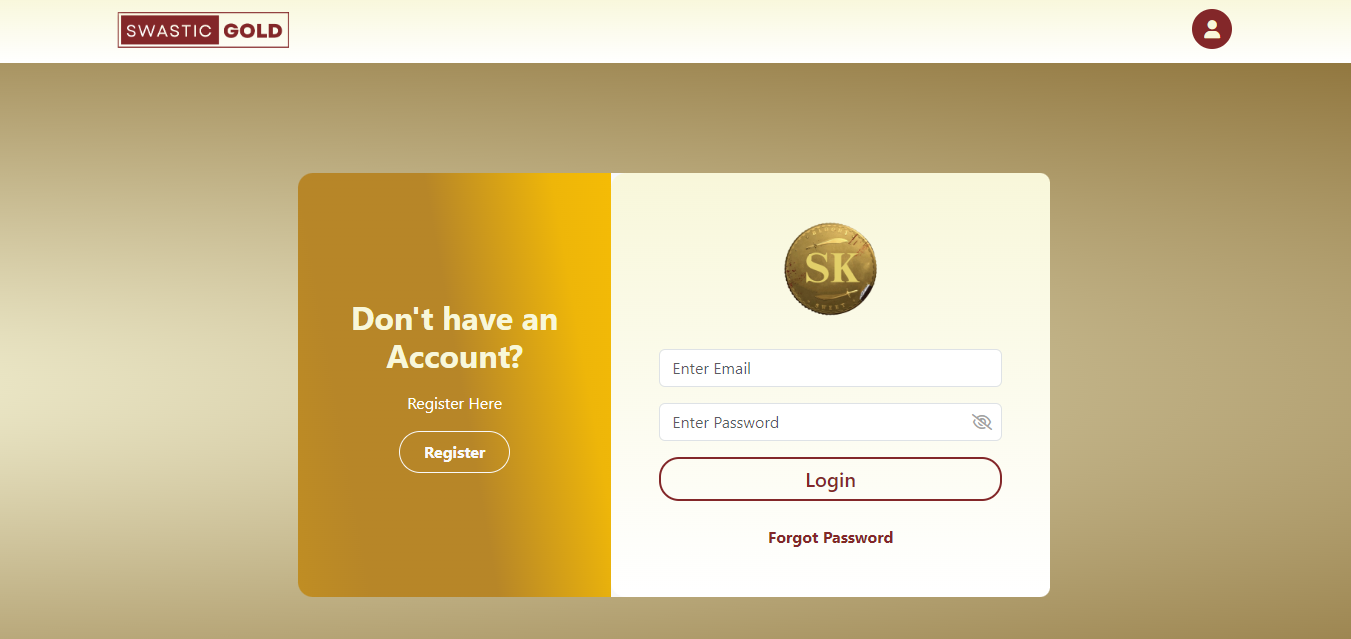 SWASTIC GOLD
Don't have an
Account?
Register Here
Register
SK
Enter Email
Enter Password
Login
Forgot Password